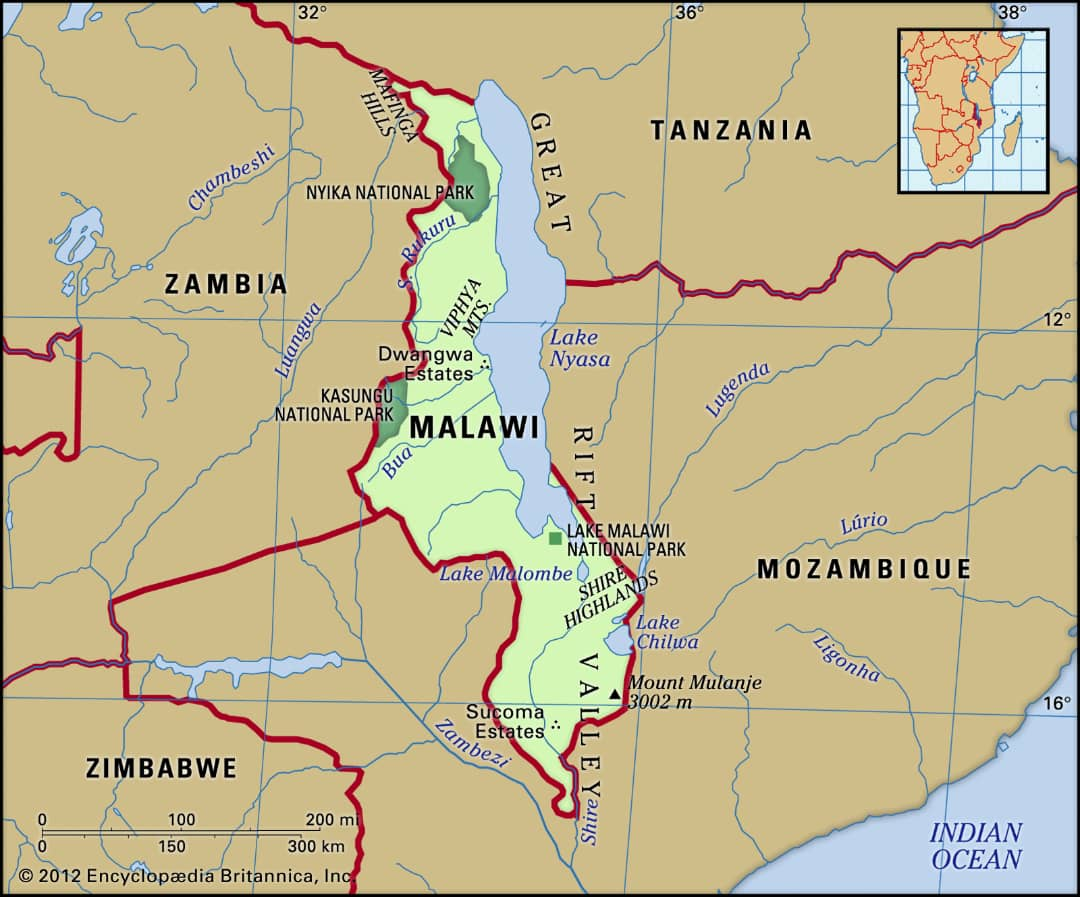 32°
36°
38°
MAFINGA
HILLS
GREAT
TANZANIA
Chambeshi
NYIKA NATIONAL PARK
S. Rukuru
ZAMBIA
VIPHYA
MTS.
Luangwa
12°
Lake
Nyasa
Dwangwa
Estates
Lugenda
KASUNGU
NATIONAL PARK
MALAWI
RIFT
Bua
Lúrio
LAKE MALAWI
NATIONAL PARK
MOZAMBIQUE
Lake Malombe
SHIRE
HIGHLANDS
Lake
Chilwa
Ligonha
VALLEY
Mount Mulanje
3002 m
16°
Sucoma
Estates
Zambezi
ZIMBABWE
Shire
0 100 200 mi
0 150 300 km
INDIAN
OCEAN
© 2012 Encyclopædia Britannica, Inc.